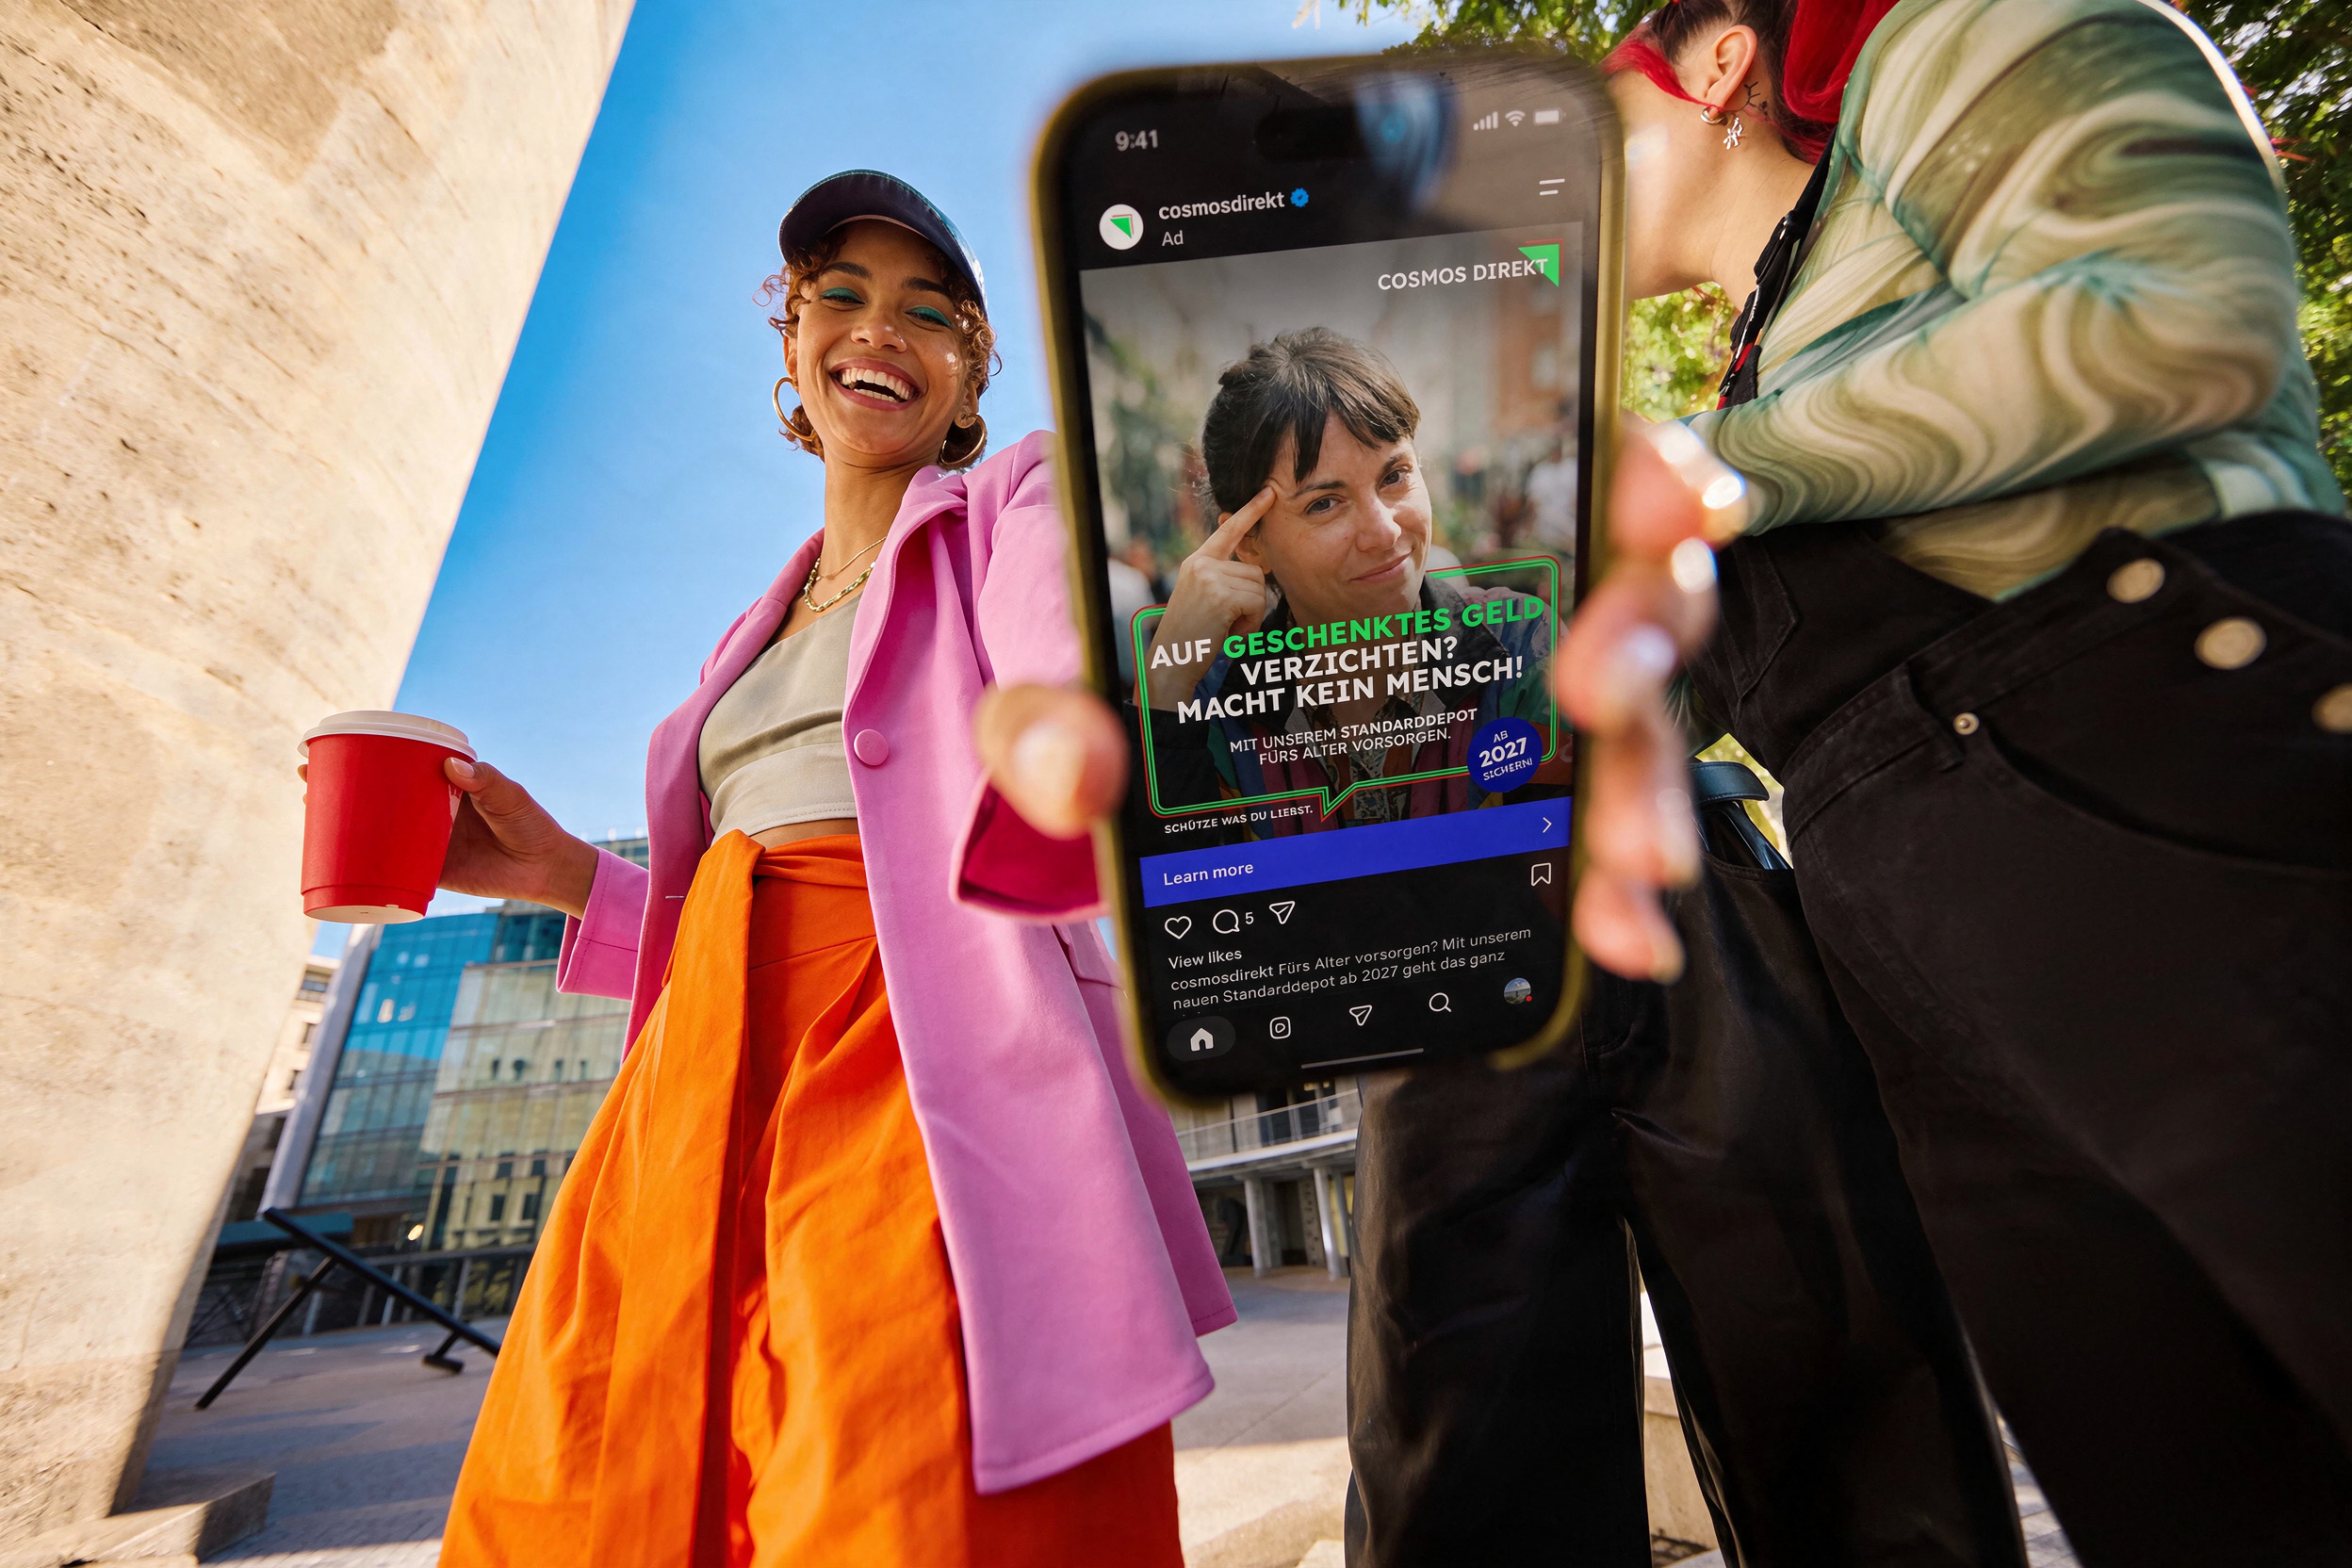 9:41
cosmosdirekt
Ad
COSMOS DIREKT
AUF GESCHENKTES GELD
VERZICHTEN?
MACHT KEIN MENSCH!
MIT UNSEREM STANDARDDEPOT
FÜRS ALTER VORSORGEN.
AB
2027
SICHERN!
SCHÜTZE WAS DU LIEBST.
Learn more
5
View likes
cosmosdirekt Fürs Alter vorsorgen? Mit unserem
neuen Standarddepot ab 2027 geht das ganz